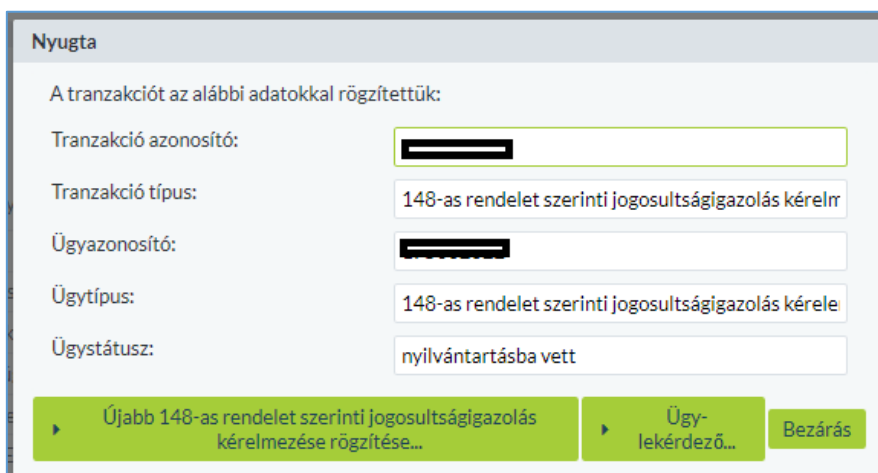 Nyugta
A tranzakciót az alábbi adatokkal rögzítettük:
Tranzakció azonosító:
Tranzakció típus: 148-as rendelet szerinti jogosultságigazolás kérelm
Ügyazonosító:
Ügytípus: 148-as rendelet szerinti jogosultságigazolás kérele
Ügystátusz: nyilvántartásba vett
Újabb 148-as rendelet szerinti jogosultságigazolás
kérelmezése rögzítése...
Ügy-
lekérdező...
Bezárás